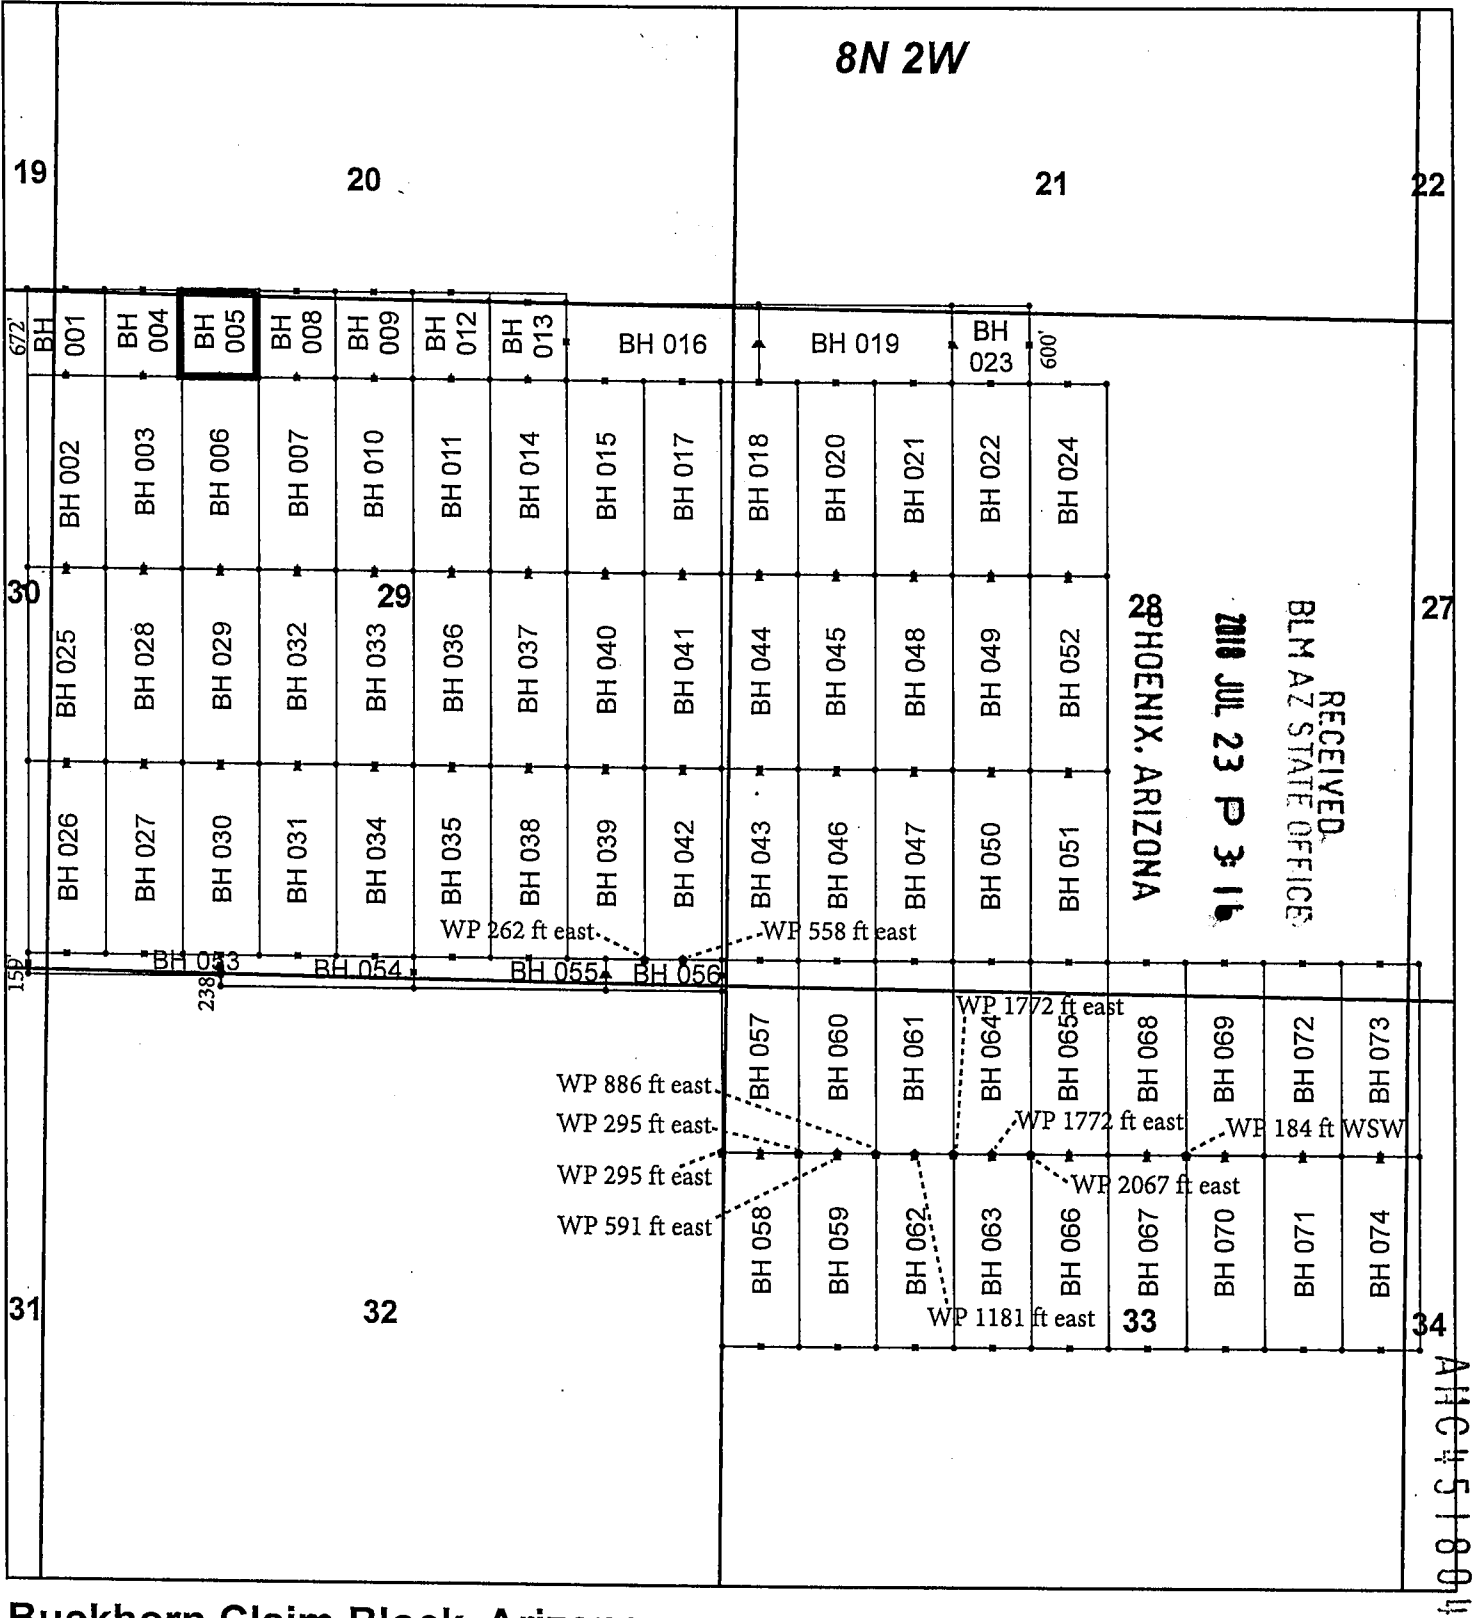 8N 2W
19
20
21
22
672'
BH 001
BH 004
BH 005
BH 008
BH 009
BH 012
BH 013
BH 016
BH 019
BH 023
600'
BH 002
BH 003
BH 006
BH 007
BH 010
BH 011
BH 014
BH 015
BH 017
BH 018
BH 020
BH 021
BH 022
BH 024
30
29
28
27
BH 025
BH 028
BH 029
BH 032
BH 033
BH 036
BH 037
BH 040
BH 041
BH 044
BH 045
BH 048
BH 049
BH 052
RECEIVED
BLM AZ STATE OFFICE
2018 JUL 23 P 3:16
PHOENIX, ARIZONA
BH 026
BH 027
BH 030
BH 031
BH 034
BH 035
BH 038
BH 039
BH 042
BH 043
BH 046
BH 047
BH 050
BH 051
WP 262 ft east
WP 558 ft east
159'
BH 053
BH 054
BH 055
BH 056
238'
WP 1772 ft east
BH 057
BH 060
BH 061
BH 064
BH 065
BH 068
BH 069
BH 072
BH 073
WP 886 ft east
WP 295 ft east
WP 1772 ft east
WP 184 ft WSW
WP 295 ft east
WP 2067 ft east
WP 591 ft east
BH 058
BH 059
BH 062
BH 063
BH 066
BH 067
BH 070
BH 071
BH 074
31
32
WP 1181 ft east
33
34
AMC451804
Buckhorn Claim Block, Arizona